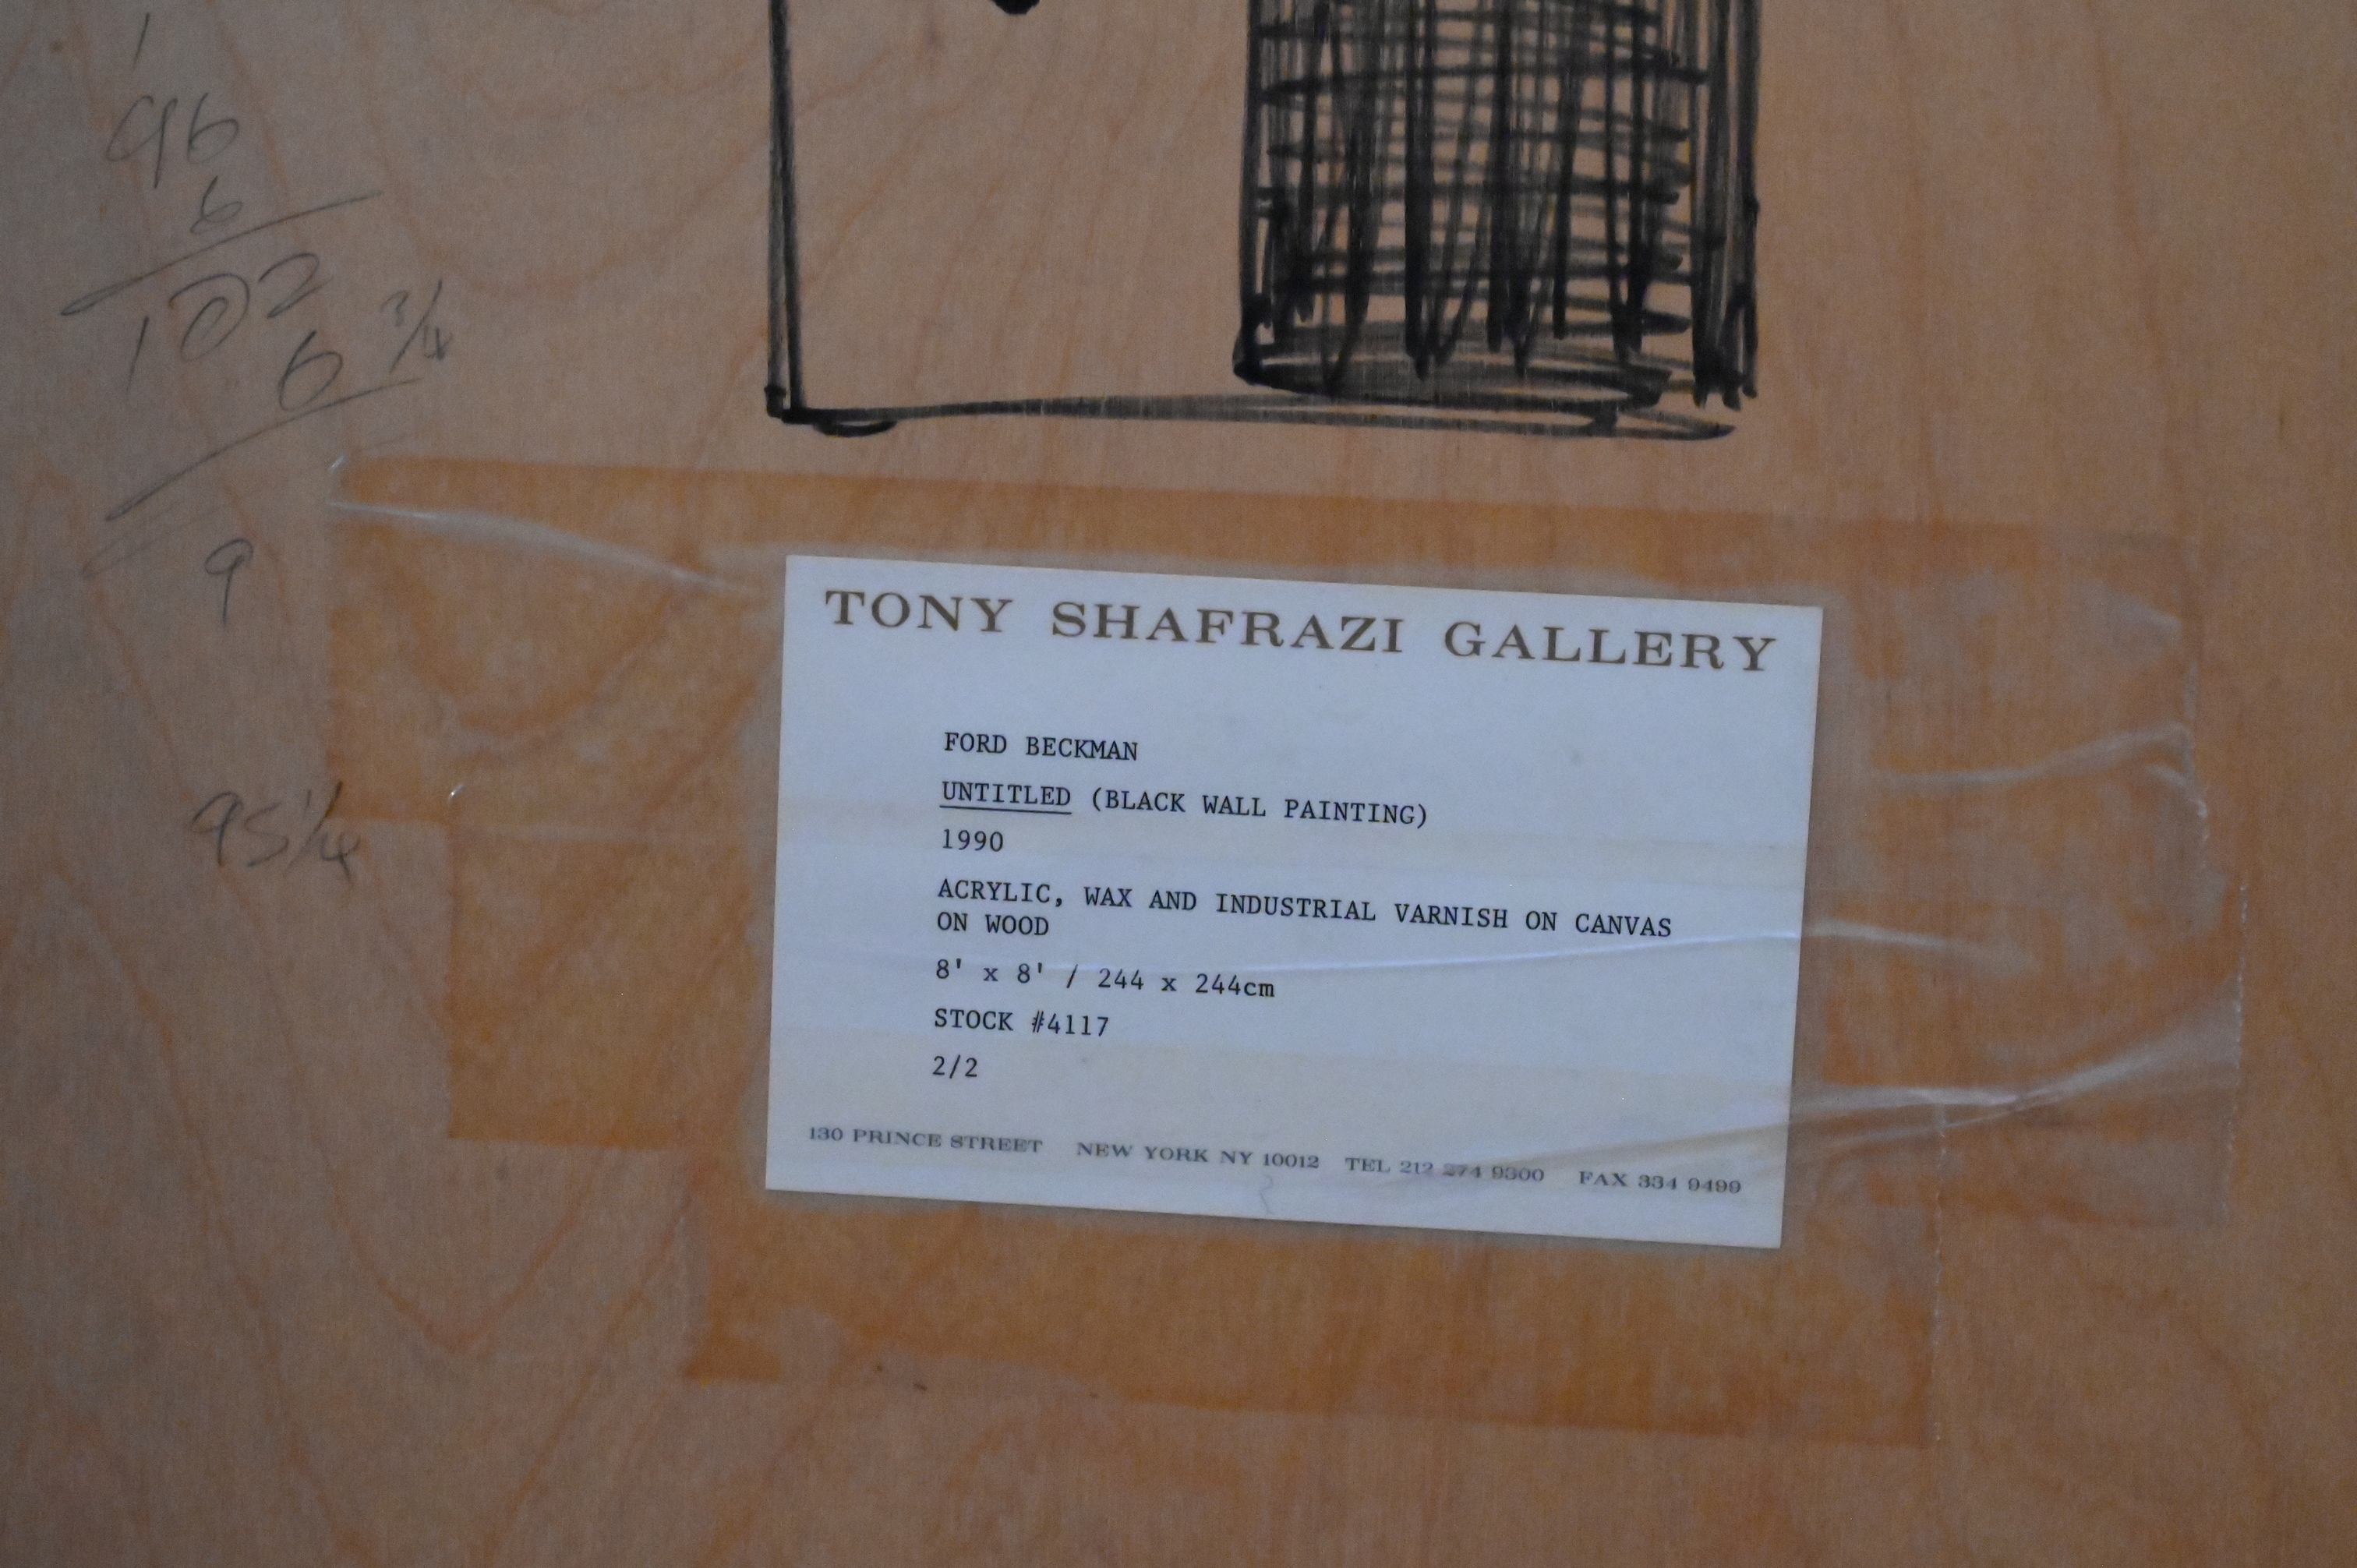 96
6
102
6 3/4
9
95 1/4
TONY SHAFRAZI GALLERY
FORD BECKMAN
UNTITLED (BLACK WALL PAINTING)
1990
ACRYLIC, WAX AND INDUSTRIAL VARNISH ON CANVAS
ON WOOD
8' x 8' / 244 x 244cm
STOCK #4117
2/2
130 PRINCE STREET NEW YORK NY 10012 TEL 212 274 9300 FAX 334 9499